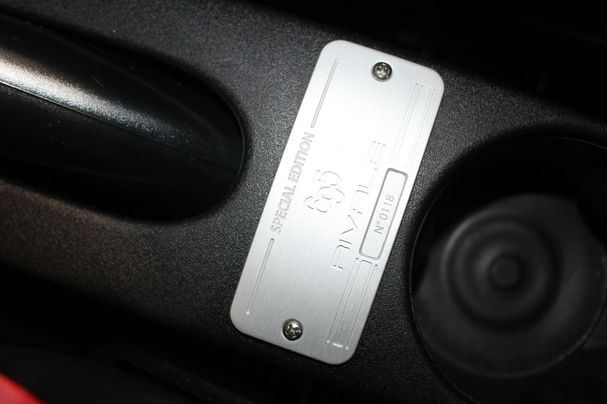 SPECIAL EDITION
695
RIVALE
N°0118